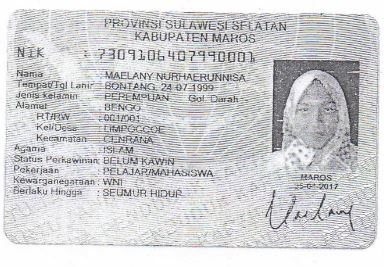 PROVINSI SULAWESI SELATAN
KABUPATEN MAROS
NIK : 7309106407990001
Nama : MAELANY NURHAERUNNISA
Tempat/Tgl Lahir : BONTANG, 24-07-1999
Jenis kelamin : PEREMPUAN Gol. Darah : -
Alamat : BENGO
RT/RW : 001/001
Kel/Desa : LIMPOCCOE
Kecamatan : CENRANA
Agama : ISLAM
Status Perkawinan: BELUM KAWIN
Pekerjaan : PELAJAR/MAHASISWA
Kewarganegaraan: WNI
Berlaku Hingga : SEUMUR HIDUP
MAROS
25-04-2017